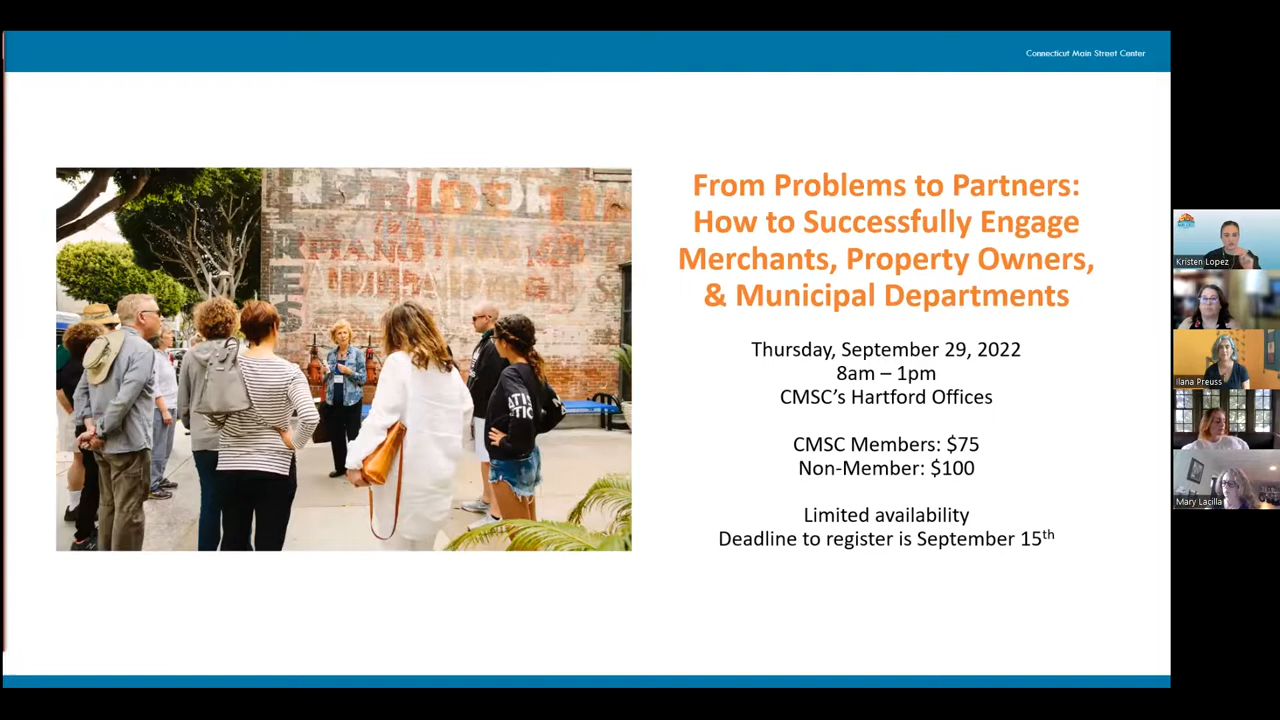 Connecticut Main Street Center
From Problems to Partners:
How to Successfully Engage
Merchants, Property Owners,
& Municipal Departments
Thursday, September 29, 2022
8am – 1pm
CMSC’s Hartford Offices
CMSC Members: $75
Non-Member: $100
Limited availability
Deadline to register is September 15th
Kristen Lopez
Ilana Preuss
Mary Lacilla
PIANO